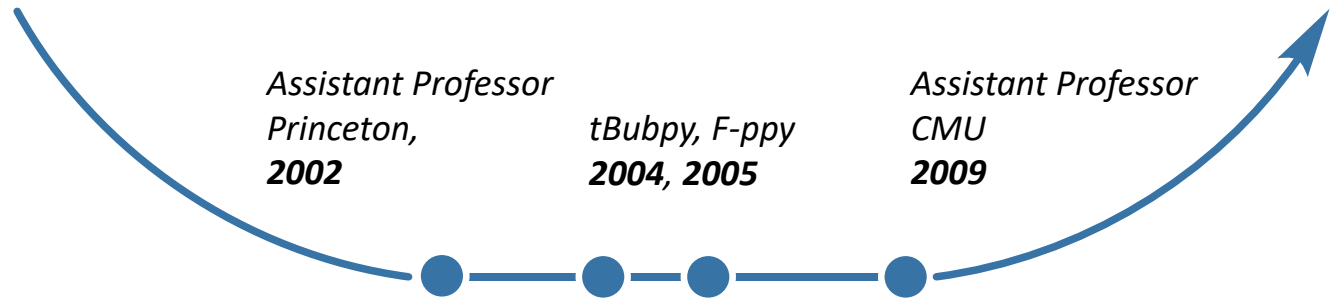 Assistant Professor
Princeton,
2002
tBubpy, F-ppy
2004, 2005
Assistant Professor
CMU
2009